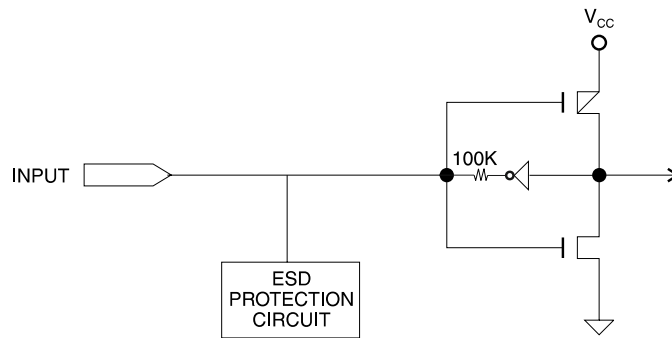 V_CC
100K
INPUT
ESD
PROTECTION
CIRCUIT